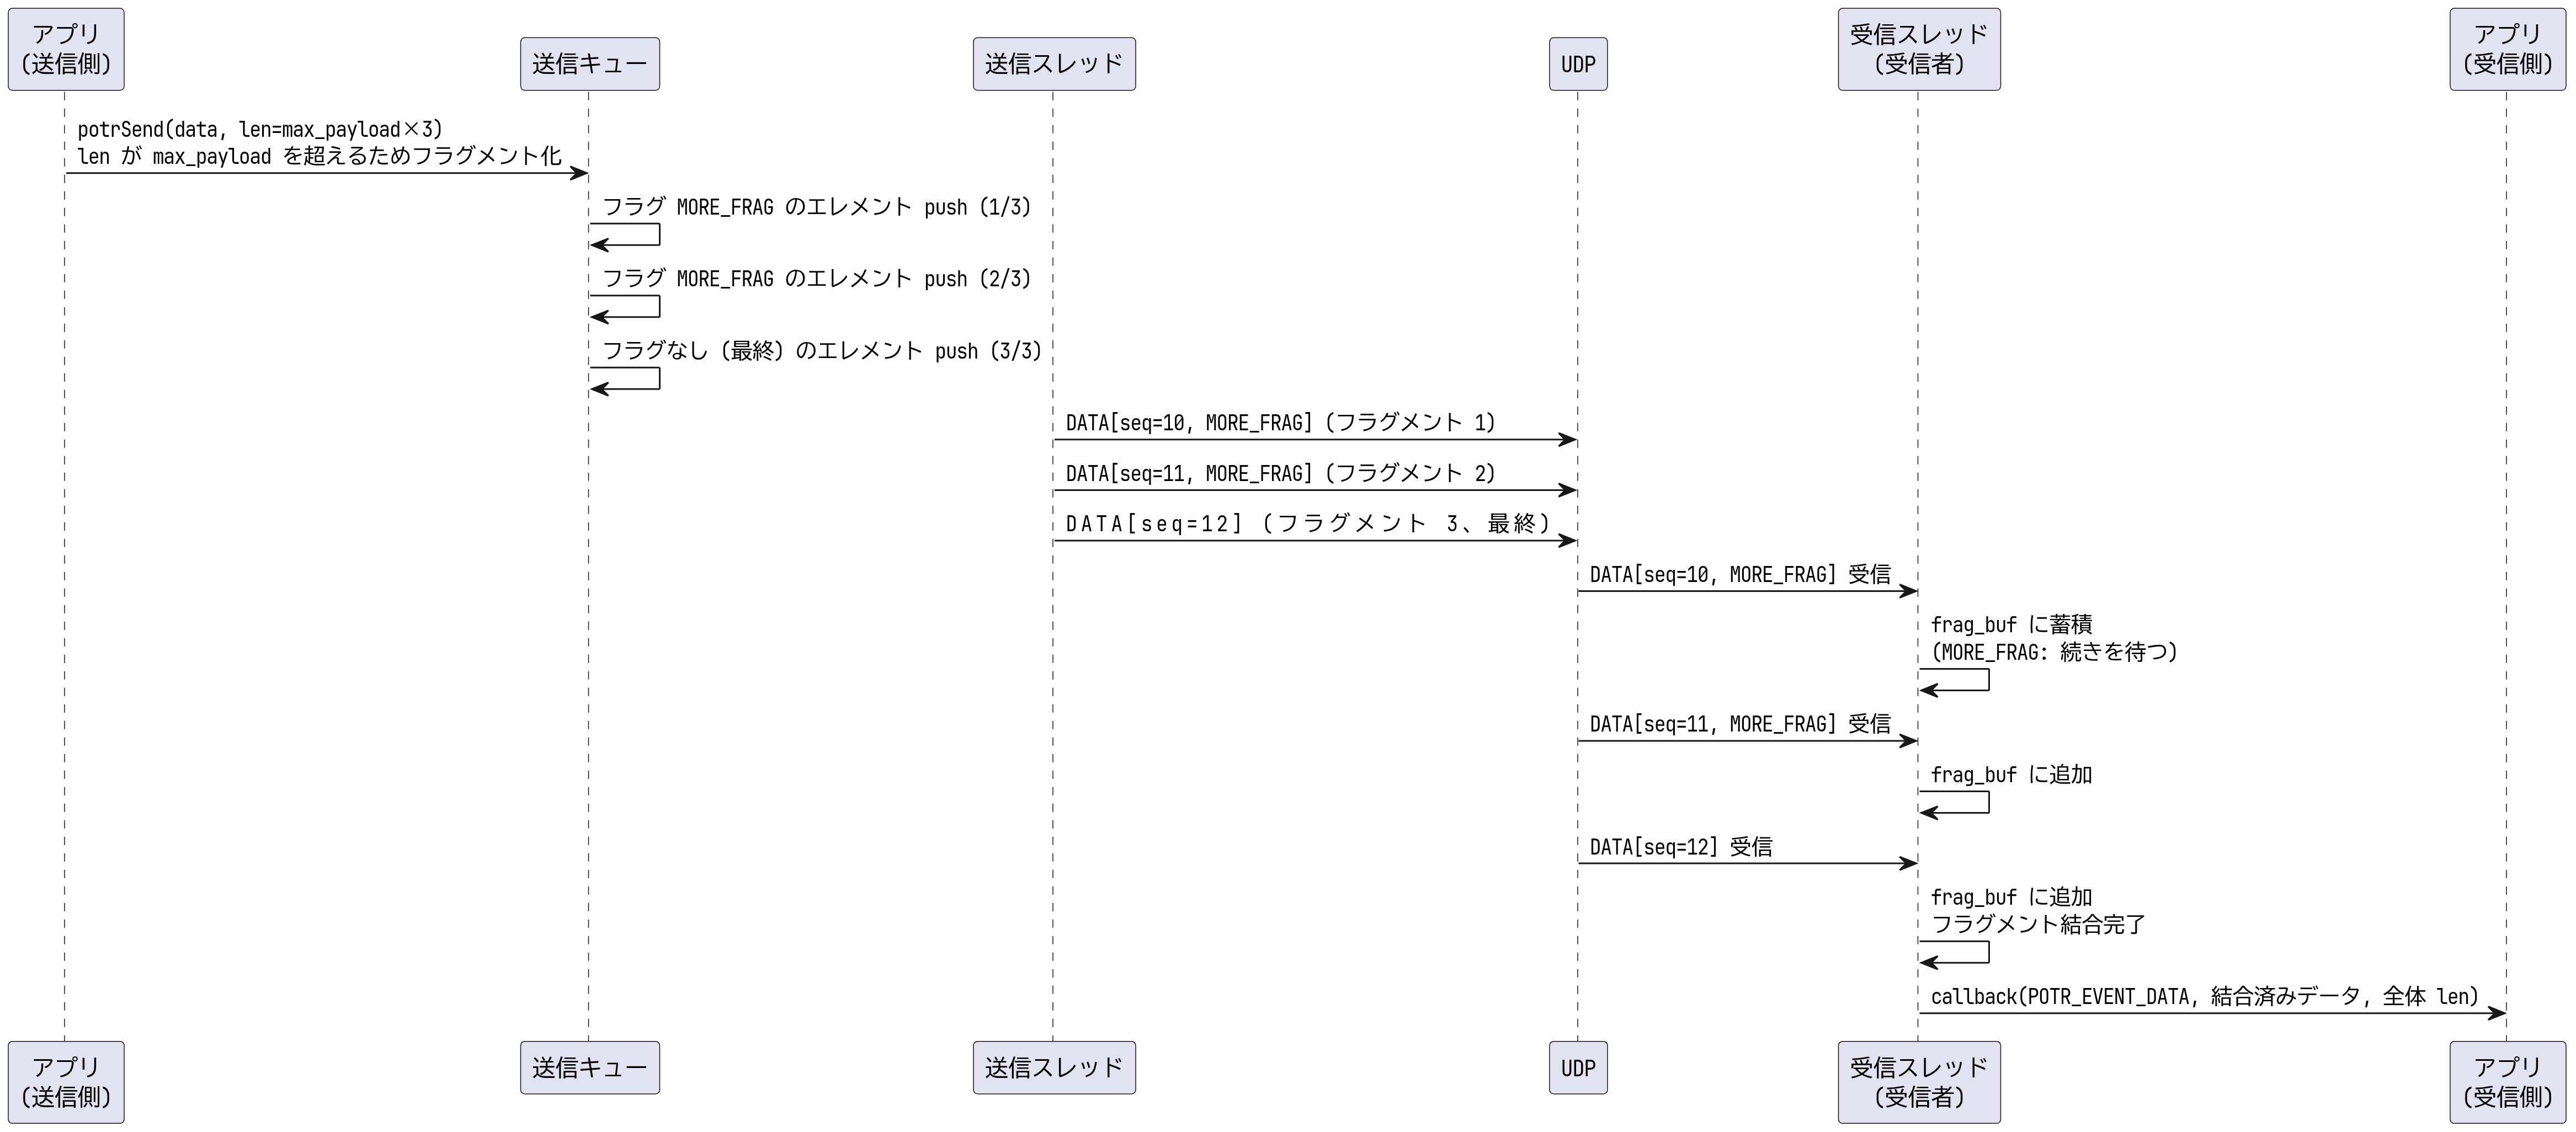 アプリ
(送信側)
送信キュー
送信スレッド
UDP
受信スレッド
(受信者)
アプリ
(受信側)
potrSend(data, len=max_payload×3)
len が max_payload を超えるためフラグメント化
フラグ MORE_FRAG のエレメント push (1/3)
フラグ MORE_FRAG のエレメント push (2/3)
フラグなし (最終) のエレメント push (3/3)
DATA[seq=10, MORE_FRAG] (フラグメント 1)
DATA[seq=11, MORE_FRAG] (フラグメント 2)
DATA[seq=12] (フラグメント 3、最終)
DATA[seq=10, MORE_FRAG] 受信
frag_buf に蓄積
(MORE_FRAG: 続きを待つ)
DATA[seq=11, MORE_FRAG] 受信
frag_buf に追加
DATA[seq=12] 受信
frag_buf に追加
フラグメント結合完了
callback(POTR_EVENT_DATA, 結合済みデータ, 全体 len)
アプリ
(送信側)
送信キュー
送信スレッド
UDP
受信スレッド
(受信者)
アプリ
(受信側)